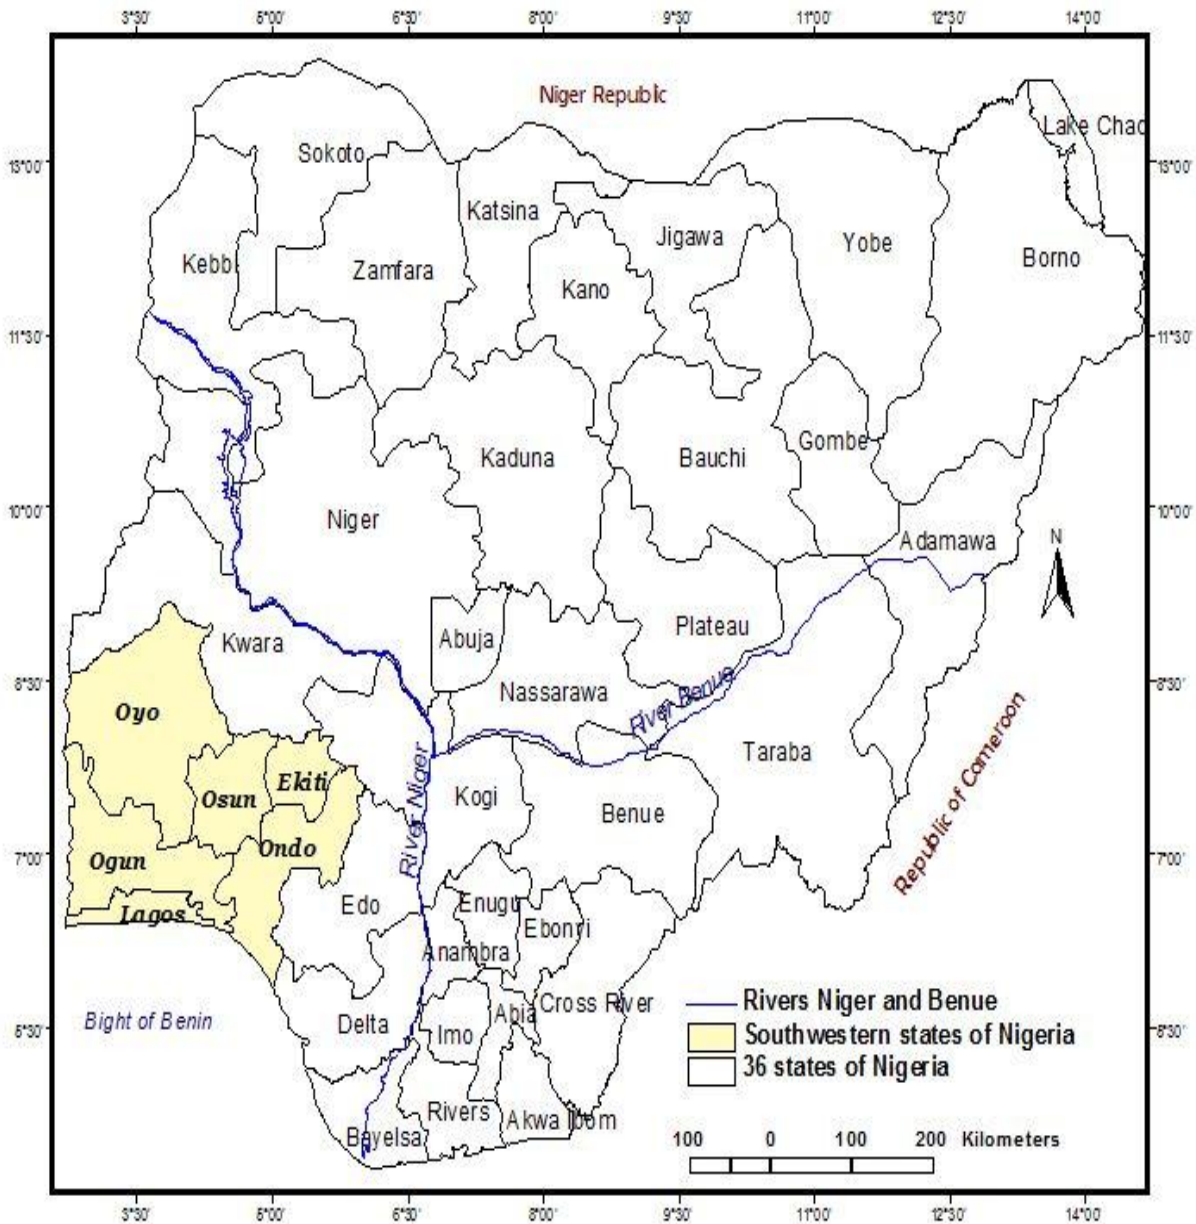 3°30' 5°00' 6°30' 8°00' 9°30' 11°00' 12°30' 14°00'
Niger Republic
Lake Chad
13°00' 13°00'
Sokoto
Katsina
Jigawa
Yobe
Borno
Kebbi
Zamfara
Kano
11°30' 11°30'
Gombe
Kaduna
Bauchi
10°00' 10°00'
Niger
Adamawa
N
Plateau
Abuja
Kwara
Nassarawa
8°30' 8°30'
River Benue
Oyo
Taraba
Republic of Cameroon
Ekiti
River Niger
Osun
Kogi
Benue
Ondo
7°00' 7°00'
Ogun
Edo
Enugu
Lagos
Ebonri
Anambra
Cross River
Abia
Rivers Niger and Benue
Bight of Benin
Delta
5°30' 5°30'
Imo
Southwestern states of Nigeria
36 states of Nigeria
Rivers
Akwa Ibom
Bayelsa
100 0 100 200 Kilometers
3°30' 5°00' 6°30' 8°00' 9°30' 11°00' 12°30' 14°00'